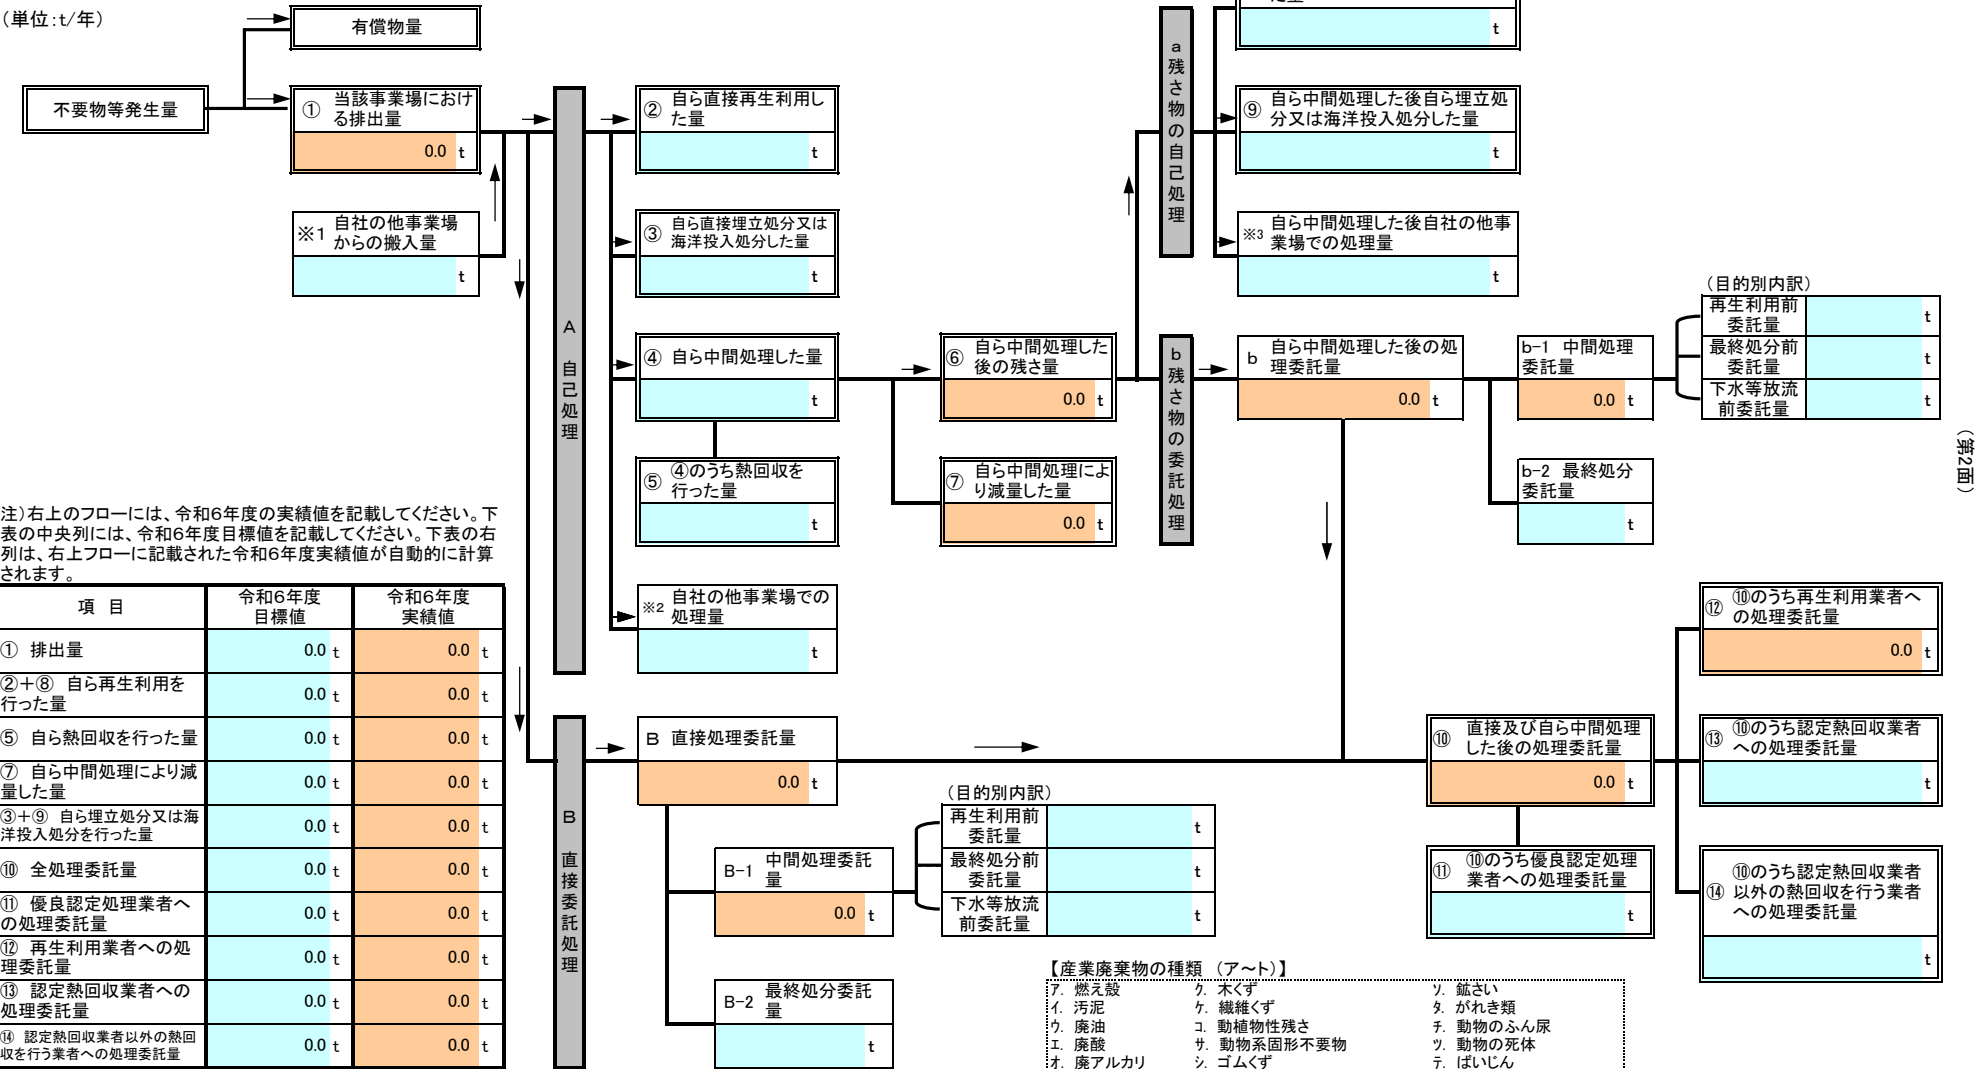 （単位：t/年）
有償物量
不要物等発生量
① 当該事業場におけ
る排出量
0.0 t
※1 自社の他事業場
からの搬入量
t
A 自己処理
② 自ら直接再生利用し
た量
t
③ 自ら直接埋立処分又は
海洋投入処分した量
t
④ 自ら中間処理した量
t
⑤ ④のうち熱回収を
行った量
t
※2 自社の他事業場での
処理量
t
⑥ 自ら中間処理した
後の残さ量
0.0 t
⑦ 自ら中間処理によ
り減量した量
0.0 t
a 残さ物の自己処理
t
⑨ 自ら中間処理した後自ら埋立処
分又は海洋投入処分した量
t
※3 自ら中間処理した後自社の他事
業場での処理量
t
b 残さ物の委託処理
b 自ら中間処理した後の処
理委託量
0.0 t
b-1 中間処理
委託量
0.0 t
b-2 最終処分
委託量
t
（目的別内訳）
再生利用前
委託量
t
最終処分前
委託量
t
下水等放流
前委託量
t
（第2面）
注）右上のフローには、令和6年度の実績値を記載してください。下
表の中央列には、令和6年度目標値を記載してください。下表の右
列は、右上フローに記載された令和6年度実績値が自動的に計算
されます。
項 目 令和6年度
目標値 令和6年度
実績値
① 排出量 0.0 t 0.0 t
②＋⑧ 自ら再生利用を
行った量 0.0 t 0.0 t
⑤ 自ら熱回収を行った量 0.0 t 0.0 t
⑦ 自ら中間処理により減
量した量 0.0 t 0.0 t
③＋⑨ 自ら埋立処分又は海
洋投入処分を行った量 0.0 t 0.0 t
⑩ 全処理委託量 0.0 t 0.0 t
⑪ 優良認定処理業者へ
の処理委託量 0.0 t 0.0 t
⑫ 再生利用業者への処
理委託量 0.0 t 0.0 t
⑬ 認定熱回収業者への
処理委託量 0.0 t 0.0 t
⑭ 認定熱回収業者以外の熱回
収を行う業者への処理委託量 0.0 t 0.0 t
B 直接委託処理
B 直接処理委託量
0.0 t
B-1 中間処理委託
量
0.0 t
B-2 最終処分委託
量
t
（目的別内訳）
再生利用前
委託量
t
最終処分前
委託量
t
下水等放流
前委託量
t
⑩ 直接及び自ら中間処理
した後の処理委託量
0.0 t
⑪ ⑩のうち優良認定処理
業者への処理委託量
t
⑫ ⑩のうち再生利用業者へ
の処理委託量
0.0 t
⑬ ⑩のうち認定熱回収業者
への処理委託量
t
⑭ ⑩のうち認定熱回収業者
以外の熱回収を行う業者
への処理委託量
t
【産業廃棄物の種類 （ア～ト）】
ア. 燃え殻 ク. 木くず ソ. 鉱さい
イ. 汚泥 ケ. 繊維くず タ. がれき類
ウ. 廃油 コ. 動植物性残さ チ. 動物のふん尿
エ. 廃酸 サ. 動物系固形不要物 ツ. 動物の死体
オ. 廃アルカリ シ. ゴムくず テ. ばいじん